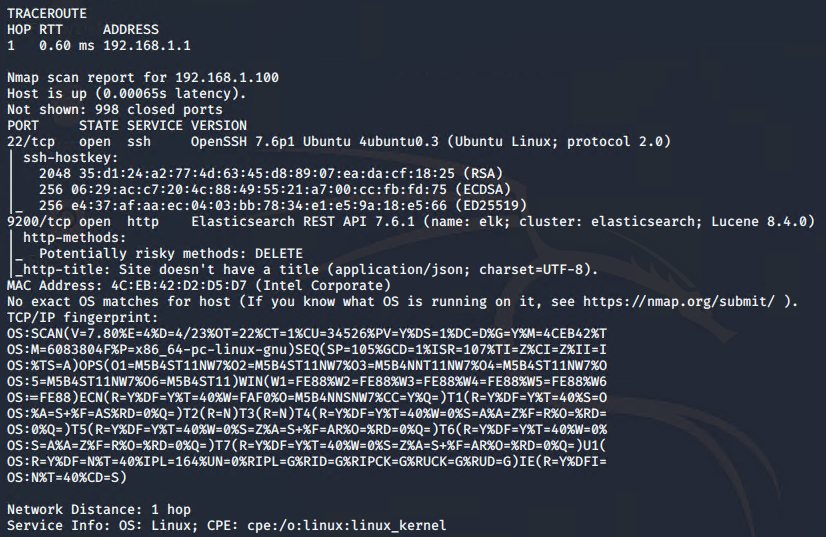 TRACEROUTE
HOP RTT     ADDRESS
1   0.60 ms 192.168.1.1

Nmap scan report for 192.168.1.100
Host is up (0.00065s latency).
Not shown: 998 closed ports
PORT     STATE SERVICE VERSION
22/tcp   open  ssh     OpenSSH 7.6p1 Ubuntu 4ubuntu0.3 (Ubuntu Linux; protocol 2.0)
| ssh-hostkey:
|   2048 35:d1:24:a2:77:4d:63:45:d8:89:07:ea:da:cf:18:25 (RSA)
|   256 06:29:ac:c7:20:4c:88:49:55:21:a7:00:cc:fb:fd:75 (ECDSA)
|_  256 e4:37:af:aa:ec:04:03:bb:78:34:e1:e5:9a:18:e5:66 (ED25519)
9200/tcp open  http    Elasticsearch REST API 7.6.1 (name: elk; cluster: elasticsearch; Lucene 8.4.0)
| http-methods:
|_  Potentially risky methods: DELETE
|_http-title: Site doesn't have a title (application/json; charset=UTF-8).
MAC Address: 4C:EB:42:D2:D5:D7 (Intel Corporate)
No exact OS matches for host (If you know what OS is running on it, see https://nmap.org/submit/ ).
TCP/IP fingerprint:
OS:SCAN(V=7.80%E=4%D=4/23%OT=22%CT=1%CU=34526%PV=Y%DS=1%DC=D%G=Y%M=4CEB42%T
OS:M=6083804F%P=x86_64-pc-linux-gnu)SEQ(SP=105%GCD=1%ISR=107%TI=Z%CI=Z%II=I
OS:%TS=A)OPS(O1=M5B4ST11NW7%O2=M5B4ST11NW7%O3=M5B4NNT11NW7%O4=M5B4ST11NW7%O
OS:5=M5B4ST11NW7%O6=M5B4ST11)WIN(W1=FE88%W2=FE88%W3=FE88%W4=FE88%W5=FE88%W6
OS:=FE88)ECN(R=Y%DF=Y%T=40%W=FAF0%O=M5B4NNSNW7%CC=Y%Q=)T1(R=Y%DF=Y%T=40%S=O
OS:%A=S+%F=AS%RD=0%Q=)T2(R=N)T3(R=N)T4(R=Y%DF=Y%T=40%W=0%S=A%A=Z%F=R%O=%RD=
OS:0%Q=)T5(R=Y%DF=Y%T=40%W=0%S=Z%A=S+%F=AR%O=%RD=0%Q=)T6(R=Y%DF=Y%T=40%W=0%
OS:S=A%A=Z%F=R%O=%RD=0%Q=)T7(R=Y%DF=Y%T=40%W=0%S=Z%A=S+%F=AR%O=%RD=0%Q=)U1(
OS:R=Y%DF=N%T=40%IPL=164%UN=0%RIPL=G%RID=G%RIPCK=G%RUCK=G%RUD=G)IE(R=Y%DFI=
OS:N%T=40%CD=S)

Network Distance: 1 hop
Service Info: OS: Linux; CPE: cpe:/o:linux:linux_kernel